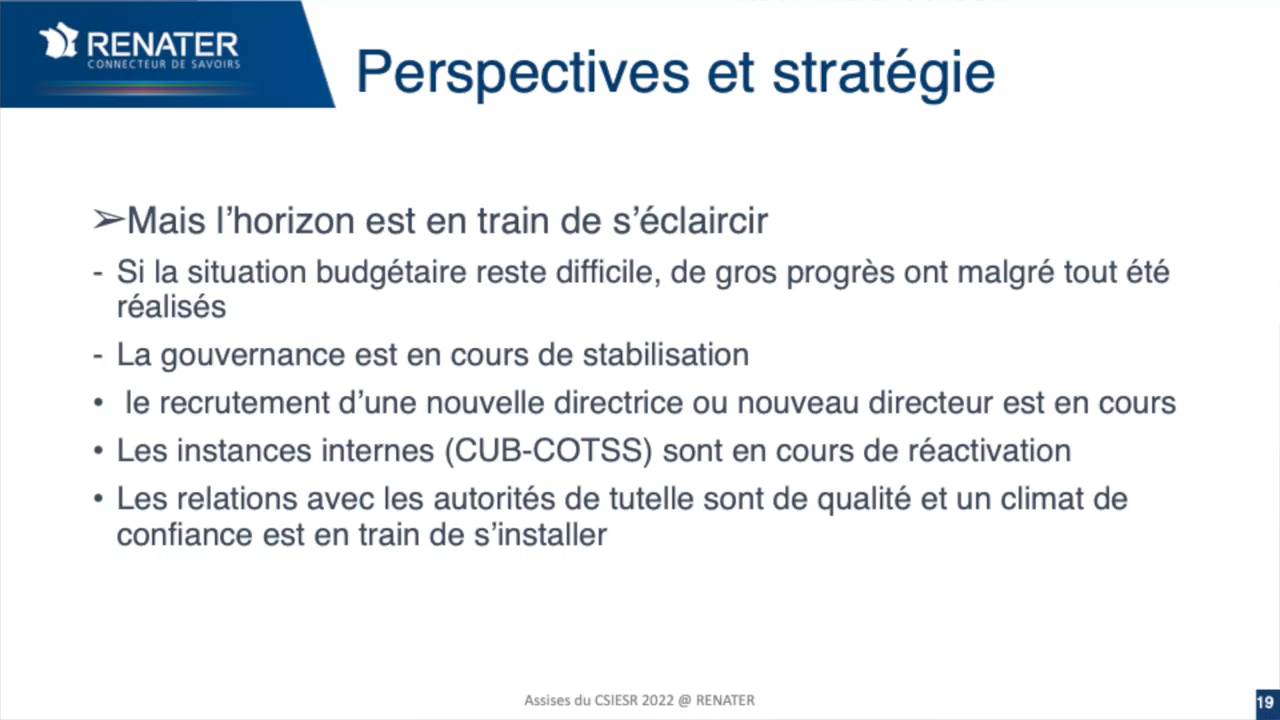 RENATER
CONNECTEUR DE SAVOIRS
Perspectives et stratégie
➢Mais l’horizon est en train de s’éclaircir
- Si la situation budgétaire reste difficile, de gros progrès ont malgré tout été
réalisés
- La gouvernance est en cours de stabilisation
• le recrutement d’une nouvelle directrice ou nouveau directeur est en cours
• Les instances internes (CUB-COTSS) sont en cours de réactivation
• Les relations avec les autorités de tutelle sont de qualité et un climat de
confiance est en train de s’installer
Assises du CSIESR 2022 @ RENATER
19